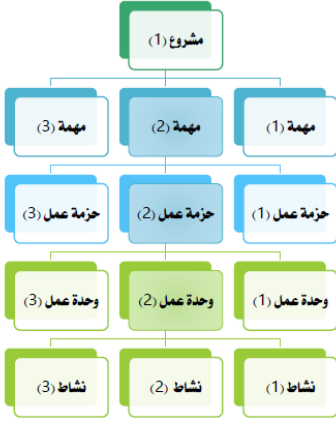 مشروع (1)
مهمة (1)
مهمة (2)
مهمة (3)
حزمة عمل (1)
حزمة عمل (2)
حزمة عمل (3)
وحدة عمل (1)
وحدة عمل (2)
وحدة عمل (3)
نشاط (1)
نشاط (2)
نشاط (3)